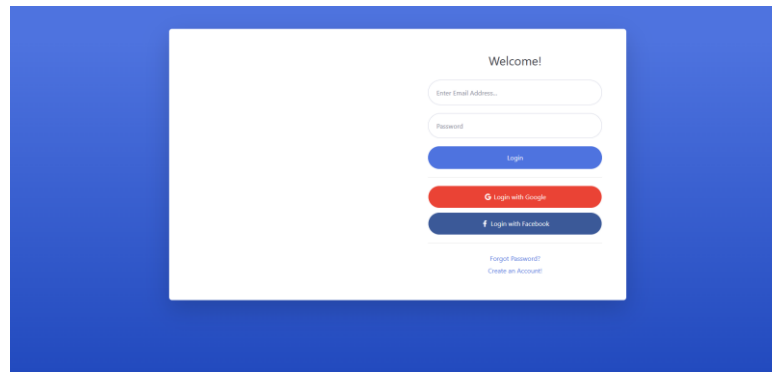 Welcome!
Enter Email Address...
Password
Login
Login with Google
Login with Facebook
Forgot Password?
Create an Account!